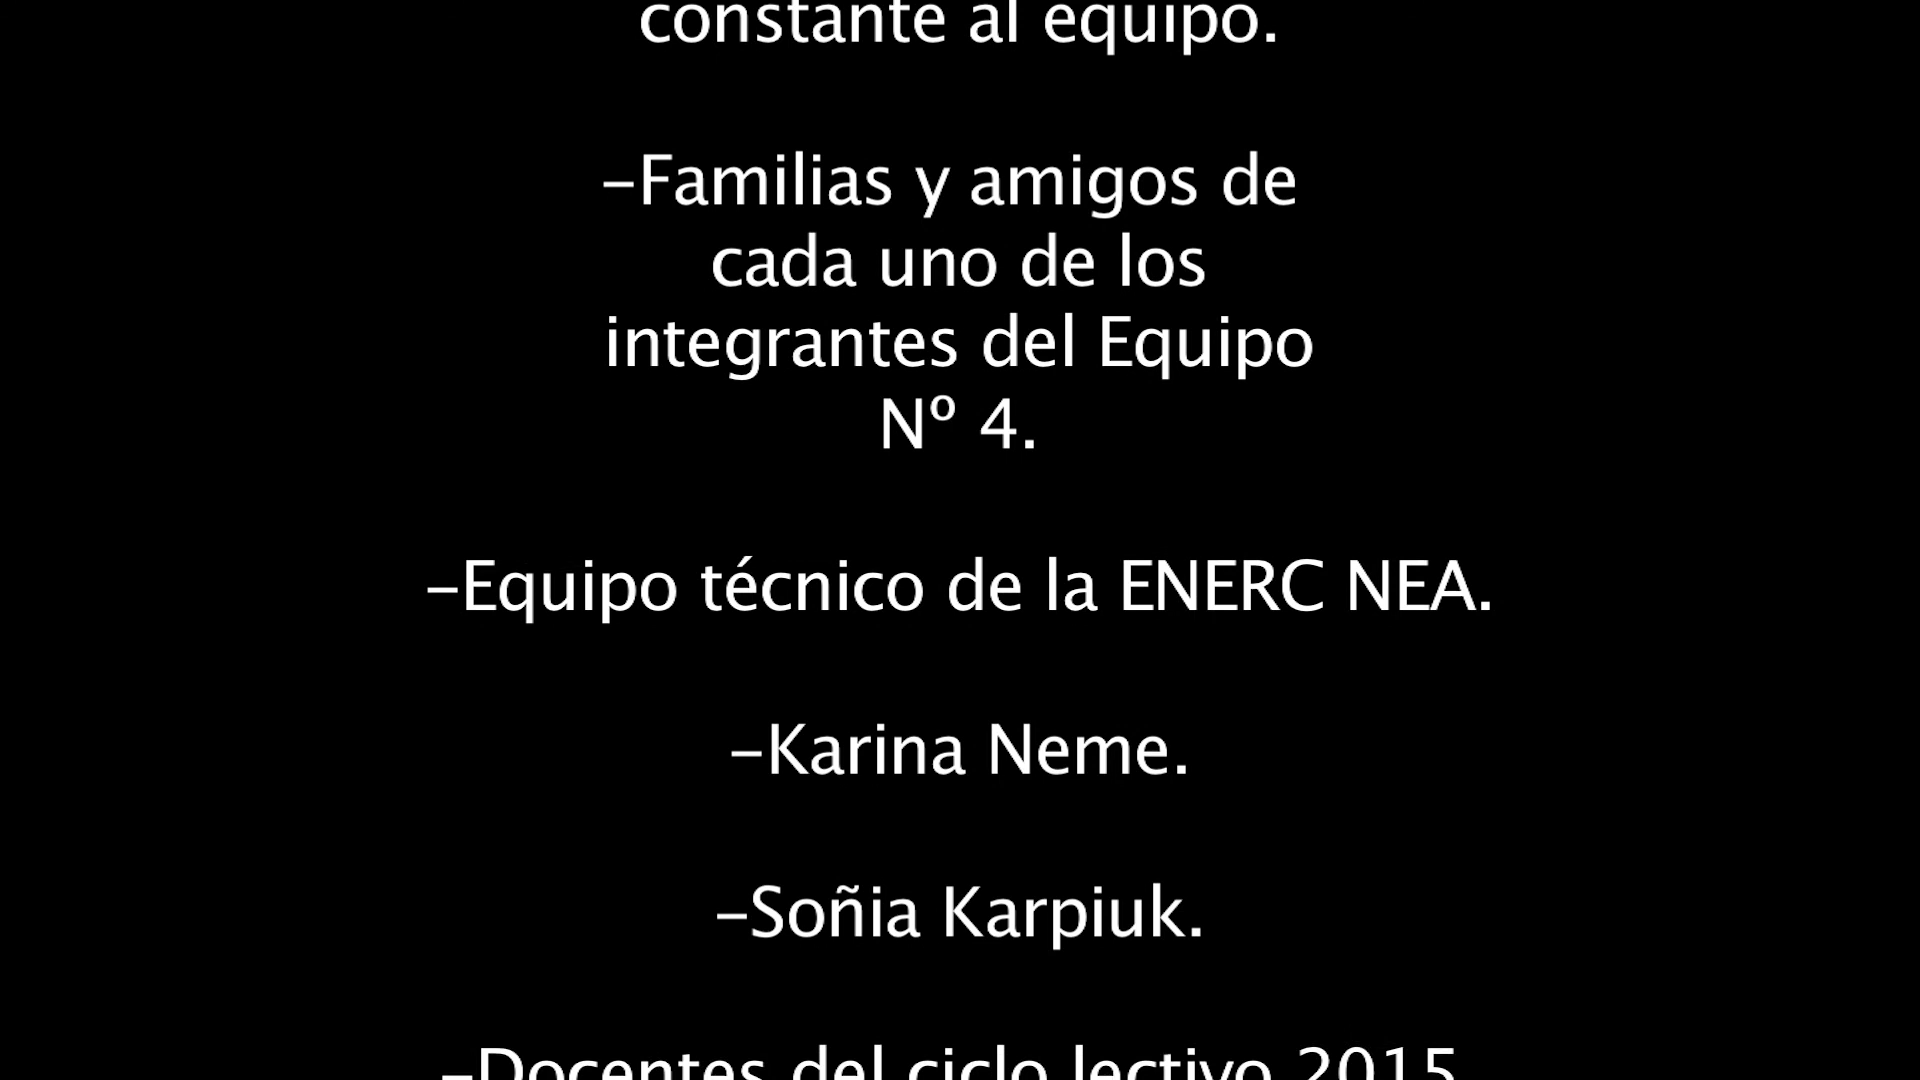 constante al equipo.
-Familias y amigos de
cada uno de los
integrantes del Equipo
Nº 4.
-Equipo técnico de la ENERC NEA.
-Karina Neme.
-Soñia Karpiuk.
-Docentes del ciclo lectivo 2015